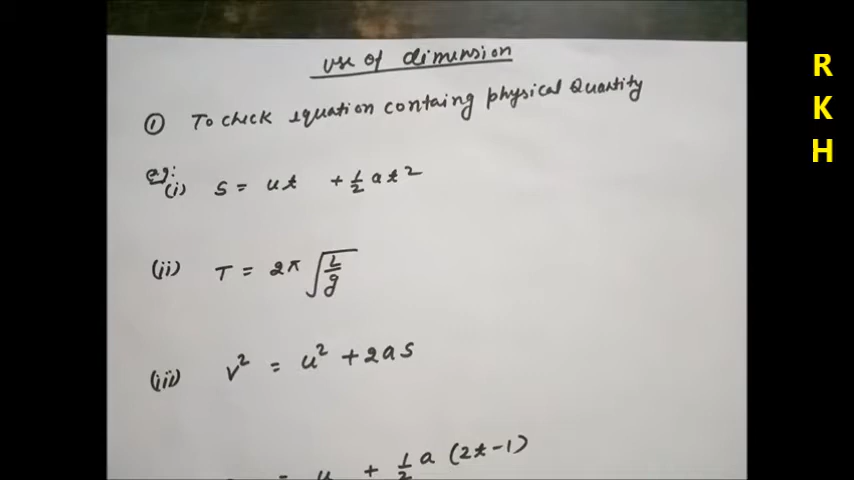 use of dimension
① To check equation containg physical Quantity
eg:
(i) s = ut + 1/2 at²
(ii) T = 2π √(L/g)
(iii) v² = u² + 2as
= u + 1/2 a (2t-1)
R
K
H